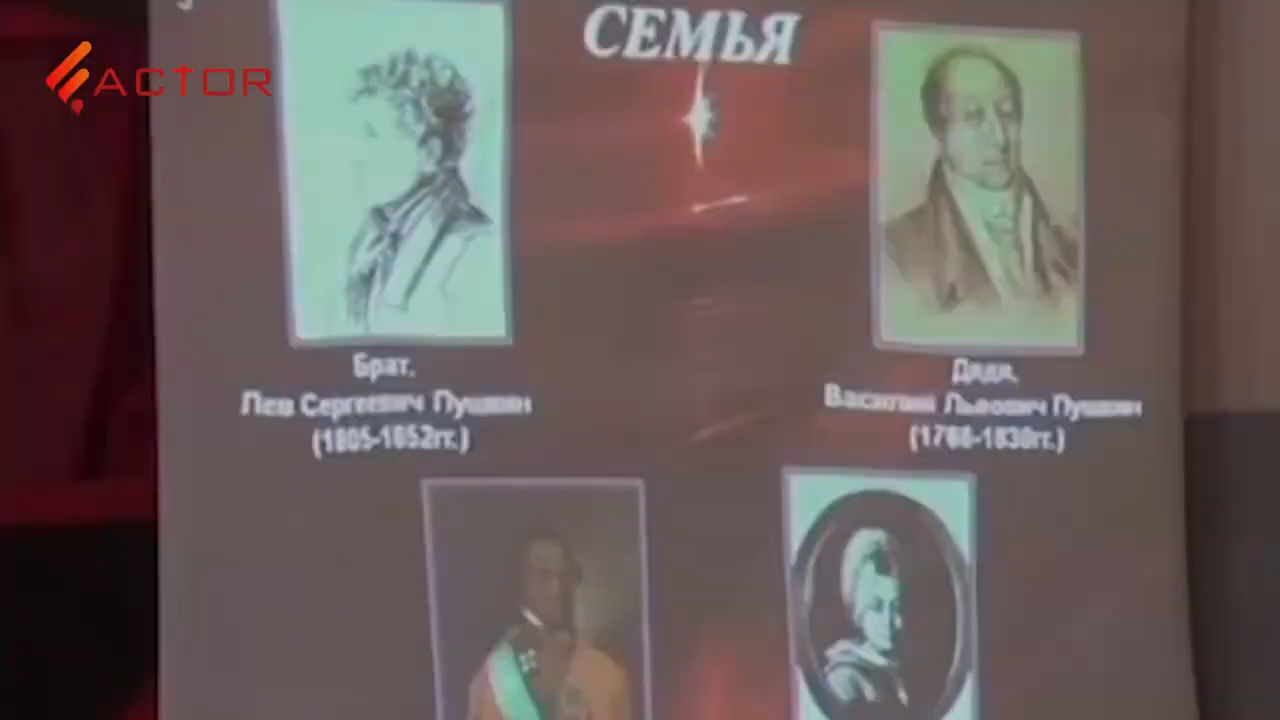 ACTOR
СЕМЬЯ
Брат,
Лев Сергеевич Пушкин
(1805-1852гг.)
Дядя,
Василий Львович Пушкин
(1766-1830гг.)